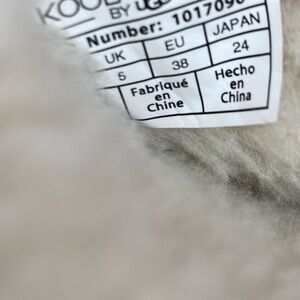 KOOL
BY UGG
Number: 1017090
UK EU JAPAN
5 38 24
Fabriqué Hecho
en en
Chine China